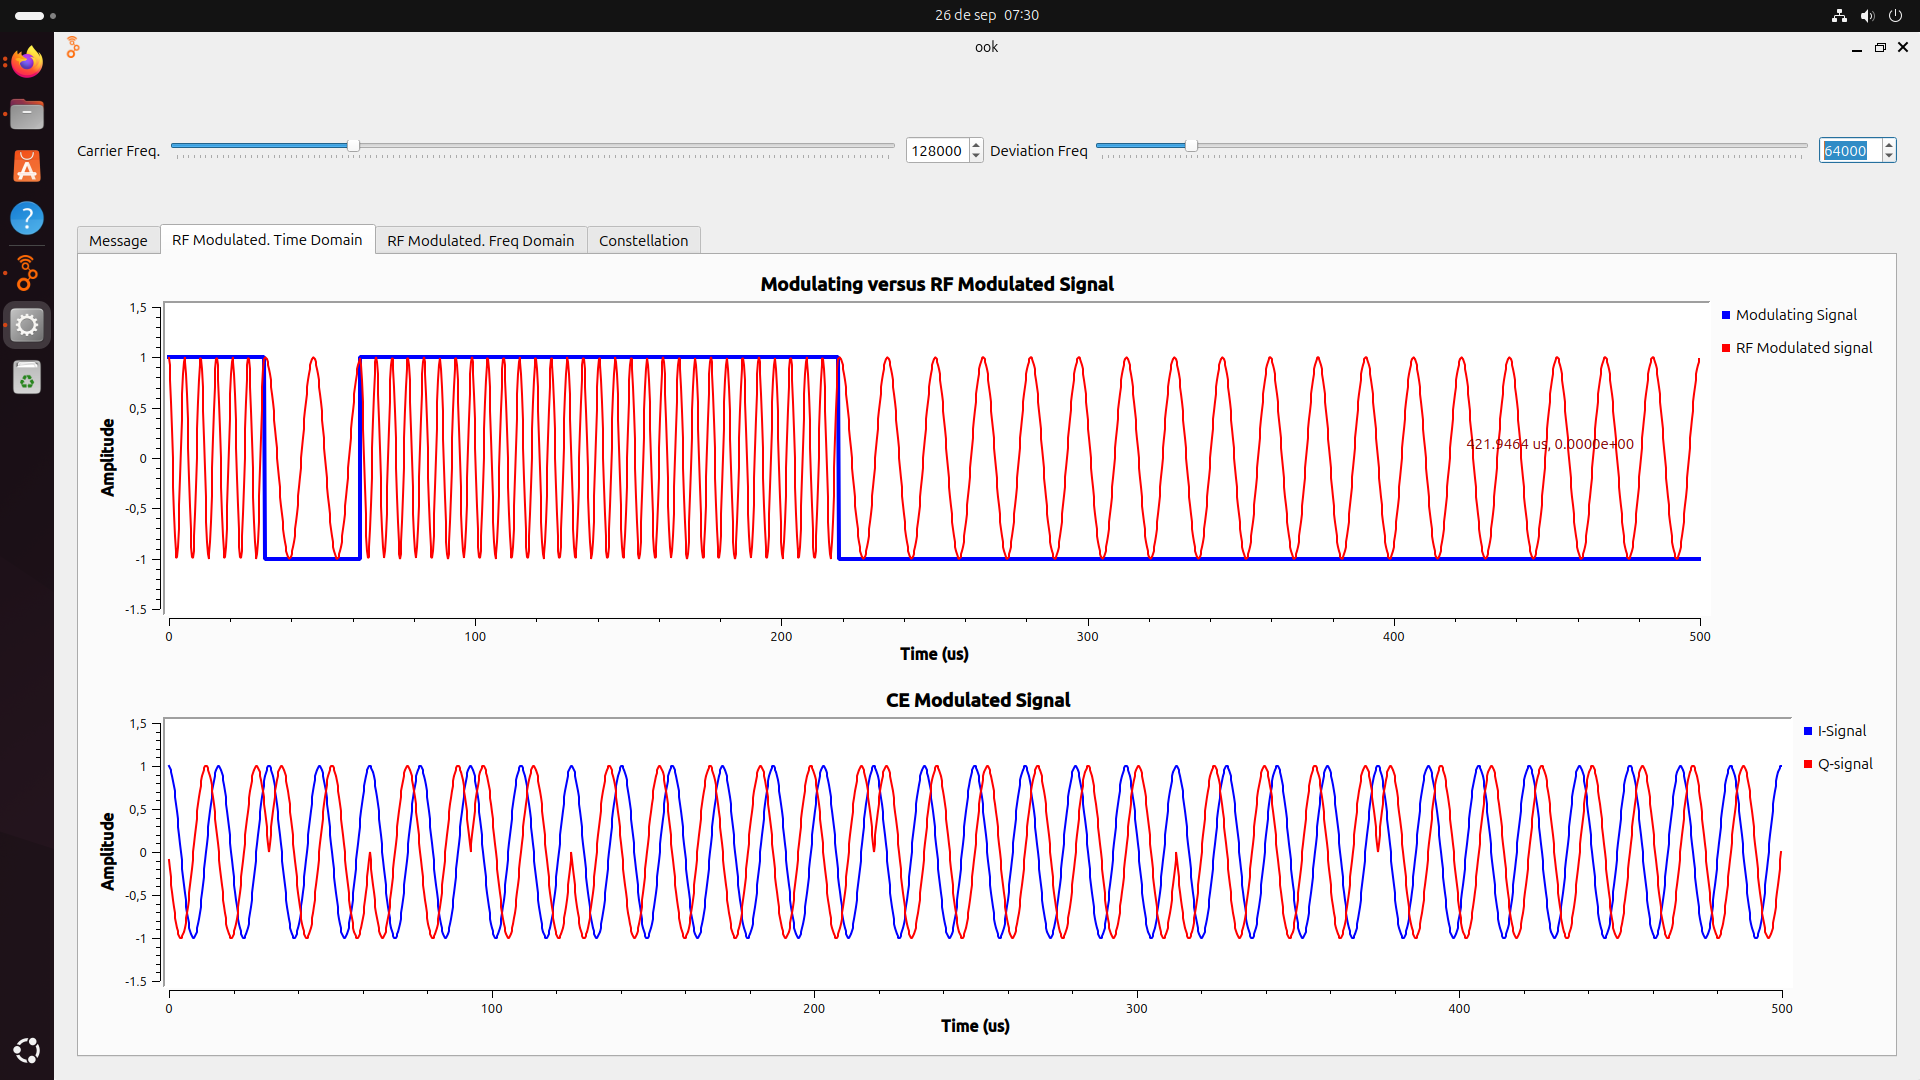 26 de sep 07:30
ook
Carrier Freq.
128000
Deviation Freq
64000
Message
RF Modulated. Time Domain
RF Modulated. Freq Domain
Constellation
Modulating versus RF Modulated Signal
1,5
1
0,5
0
-0,5
-1
-1.5
Amplitude
Modulating Signal
RF Modulated signal
421.9464 us, 0.0000e+00
0
100
200
300
400
500
Time (us)
CE Modulated Signal
1,5
1
0,5
0
-0,5
-1
-1.5
Amplitude
I-Signal
Q-signal
0
100
200
300
400
500
Time (us)